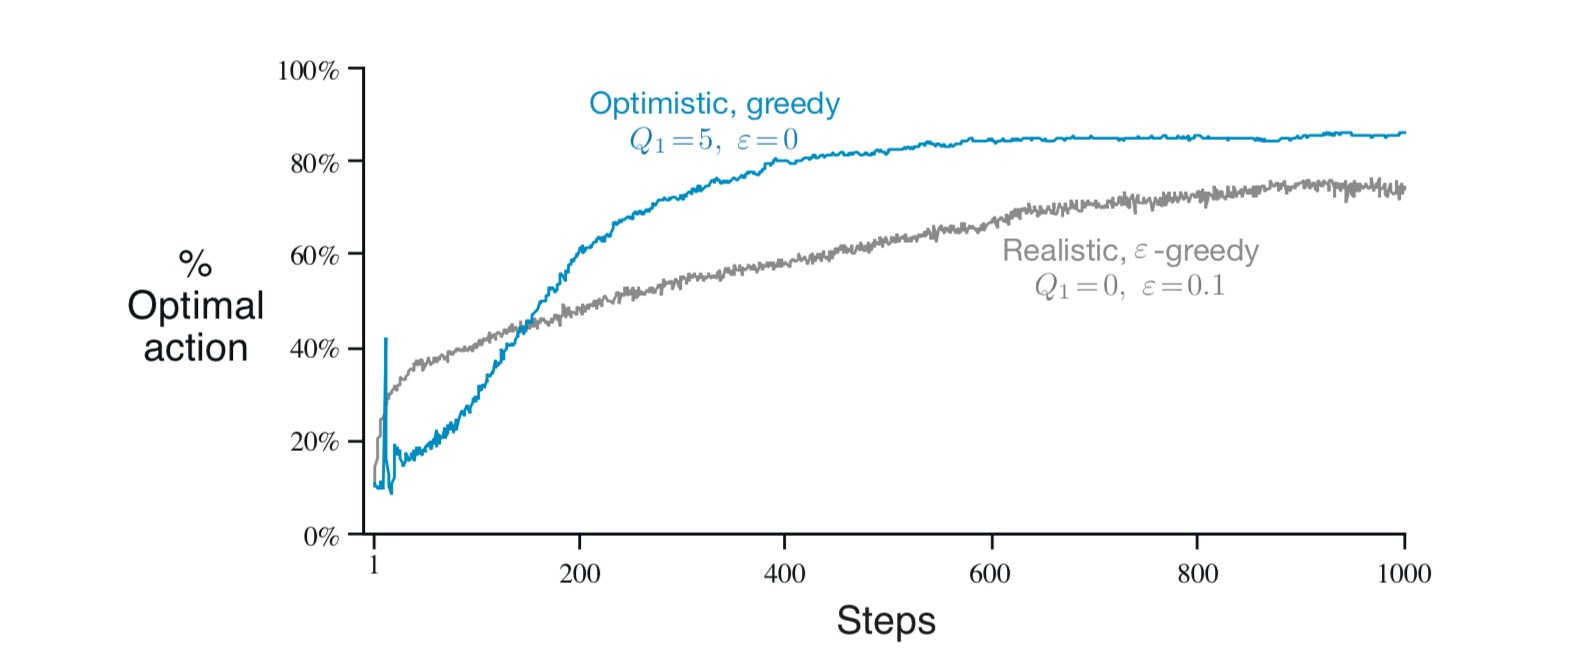 100%
Optimistic, greedy
Q₁=5, ε=0
80%
60%
%
Optimal
action
Realistic, ε -greedy
Q₁=0, ε=0.1
40%
20%
0%
1
200
400
600
800
1000
Steps